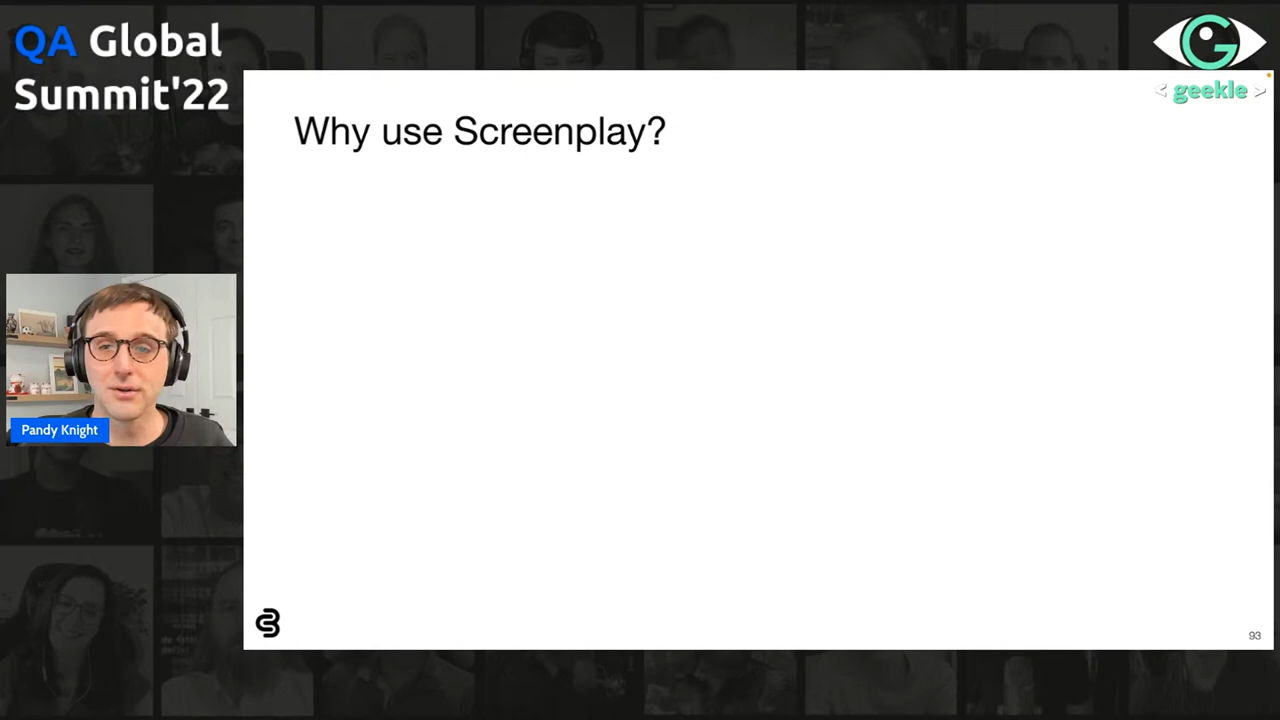 QA Global
Summit'22
< geekle >
Why use Screenplay?
Pandy Knight
93